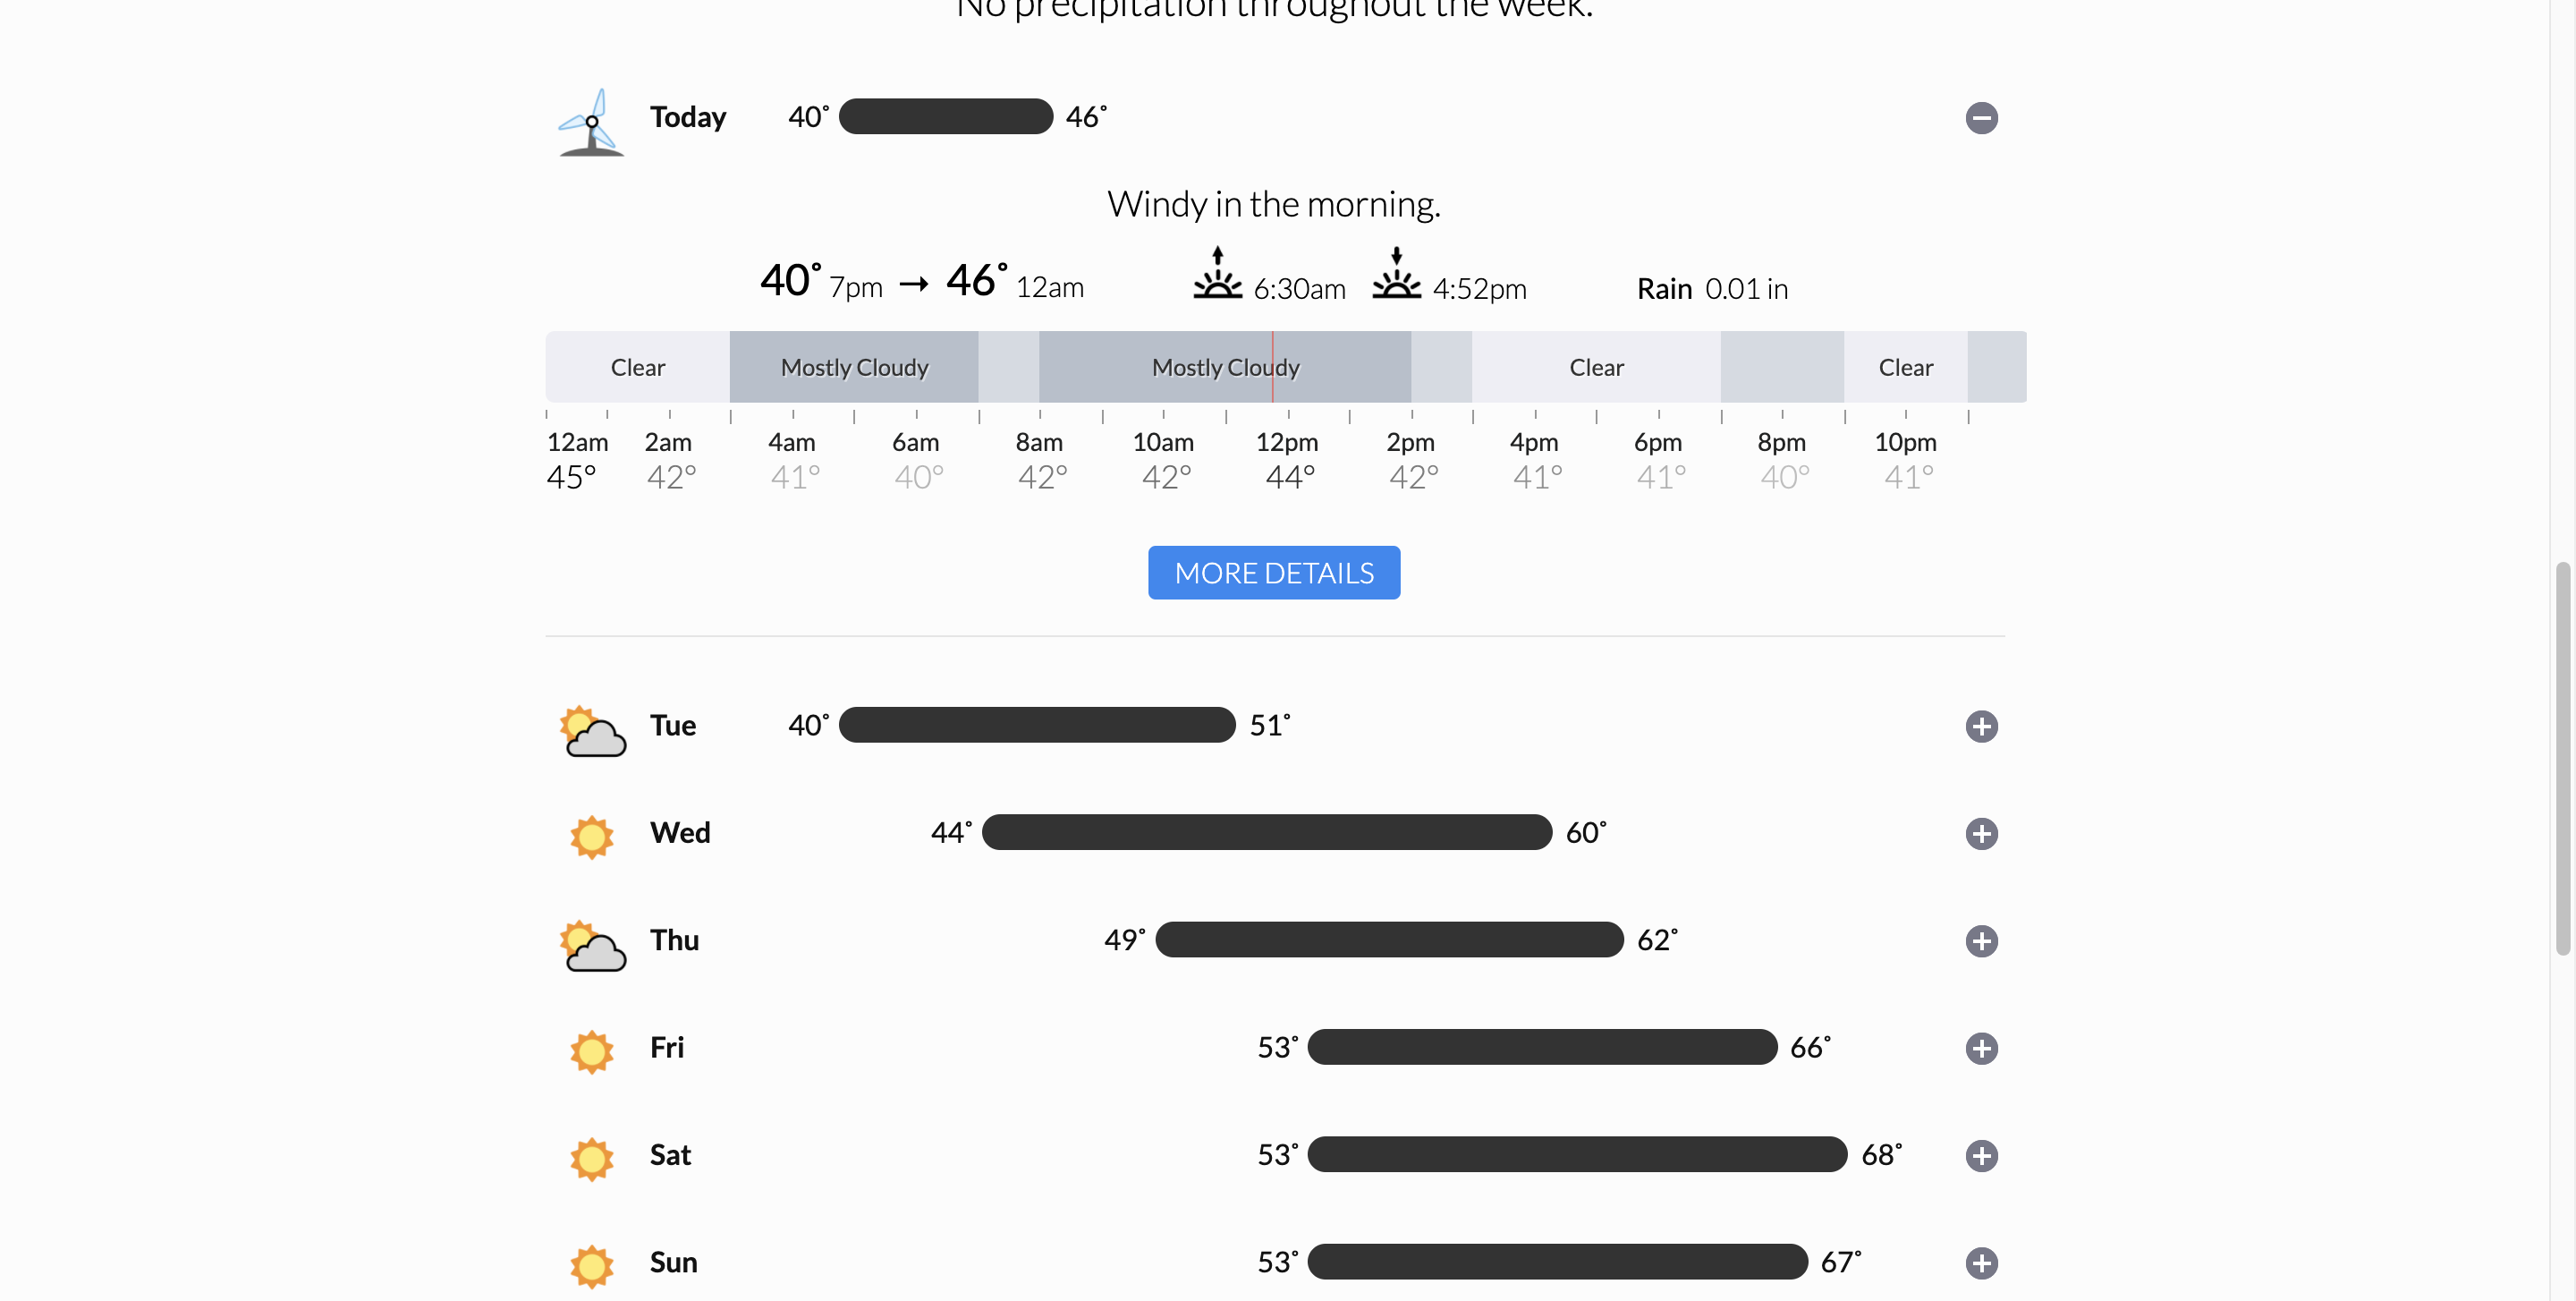 No precipitation throughout the week.
Today 40° 46°
Windy in the morning.
40° 7pm → 46° 12am 6:30am 4:52pm Rain 0.01 in
Clear Mostly Cloudy Mostly Cloudy Clear Clear
12am 2am 4am 6am 8am 10am 12pm 2pm 4pm 6pm 8pm 10pm
45° 42° 41° 40° 42° 42° 44° 42° 41° 41° 40° 41°
MORE DETAILS
Tue 40° 51°
Wed 44° 60°
Thu 49° 62°
Fri 53° 66°
Sat 53° 68°
Sun 53° 67°